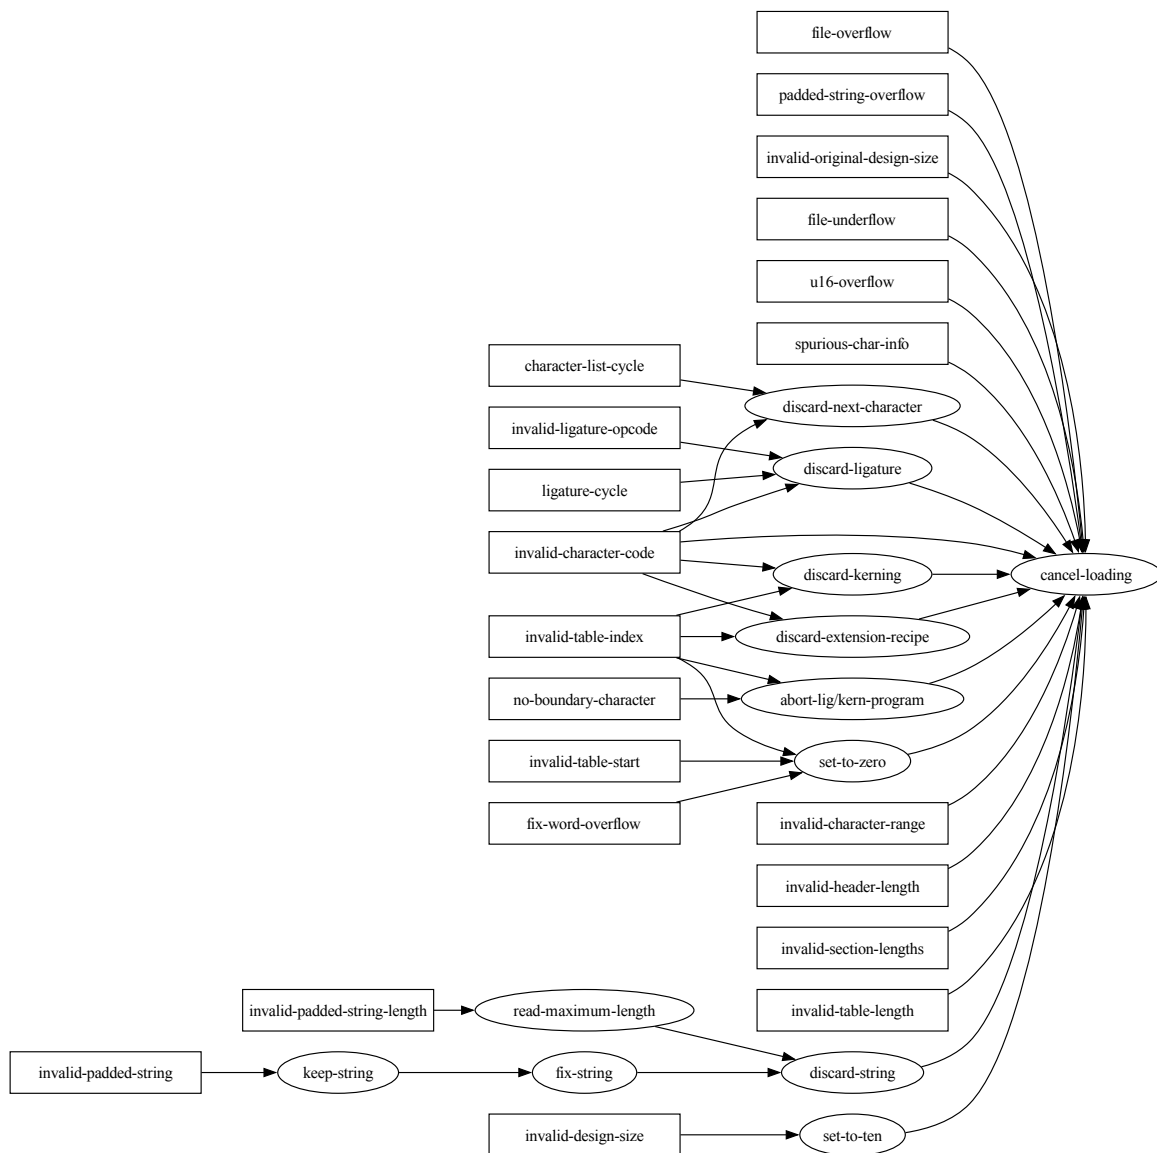 file-overflow
padded-string-overflow
invalid-original-design-size
file-underflow
u16-overflow
spurious-char-info
character-list-cycle
discard-next-character
invalid-ligature-opcode
discard-ligature
ligature-cycle
invalid-character-code
discard-kerning
cancel-loading
invalid-table-index
discard-extension-recipe
no-boundary-character
abort-lig/kern-program
invalid-table-start
set-to-zero
fix-word-overflow
invalid-character-range
invalid-header-length
invalid-section-lengths
invalid-padded-string-length
read-maximum-length
invalid-table-length
invalid-padded-string
keep-string
fix-string
discard-string
invalid-design-size
set-to-ten